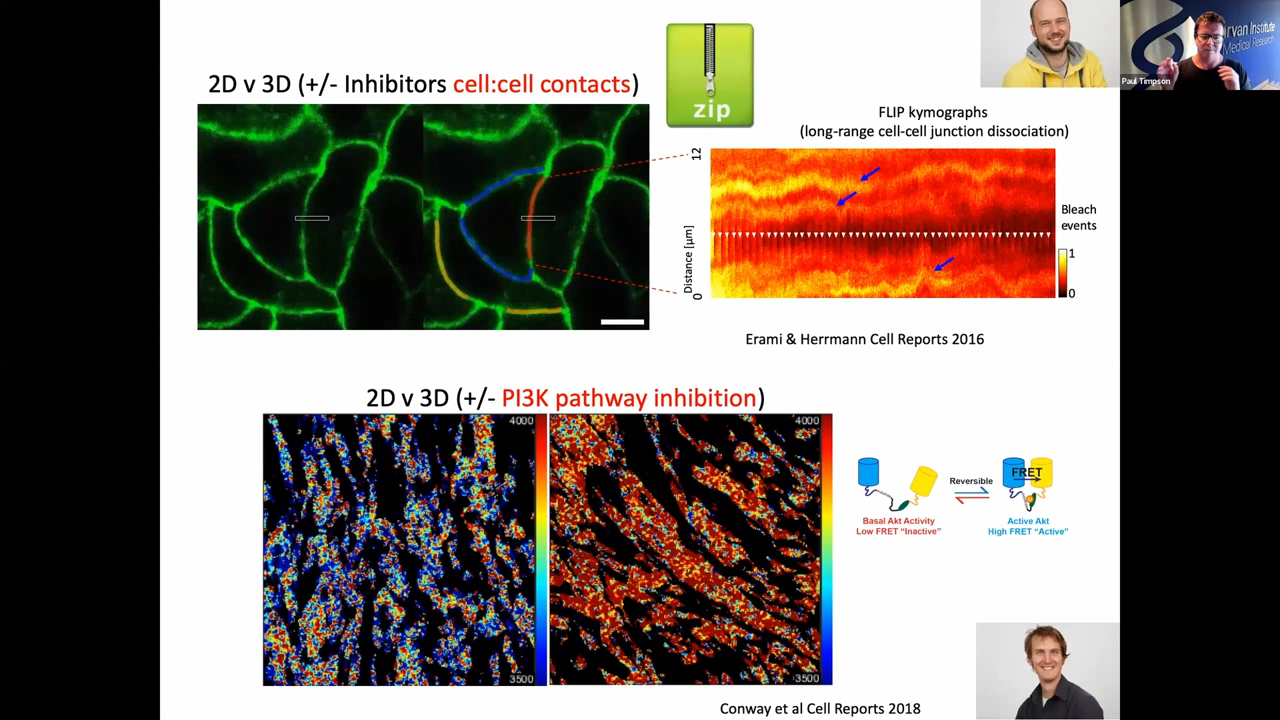 2D v 3D (+/- Inhibitors cell:cell contacts)
zip
FLIP kymographs
(long-range cell-cell junction dissociation)
12
Distance [µm]
0
Bleach
events
1
0
Erami & Herrmann Cell Reports 2016
Paul Timpson
rvan Institute
Medical Research
2D v 3D (+/- PI3K pathway inhibition)
4000
3500
4000
3500
Reversible
FRET
Basal Akt Activity
Low FRET “Inactive”
Active Akt
High FRET “Active”
Conway et al Cell Reports 2018